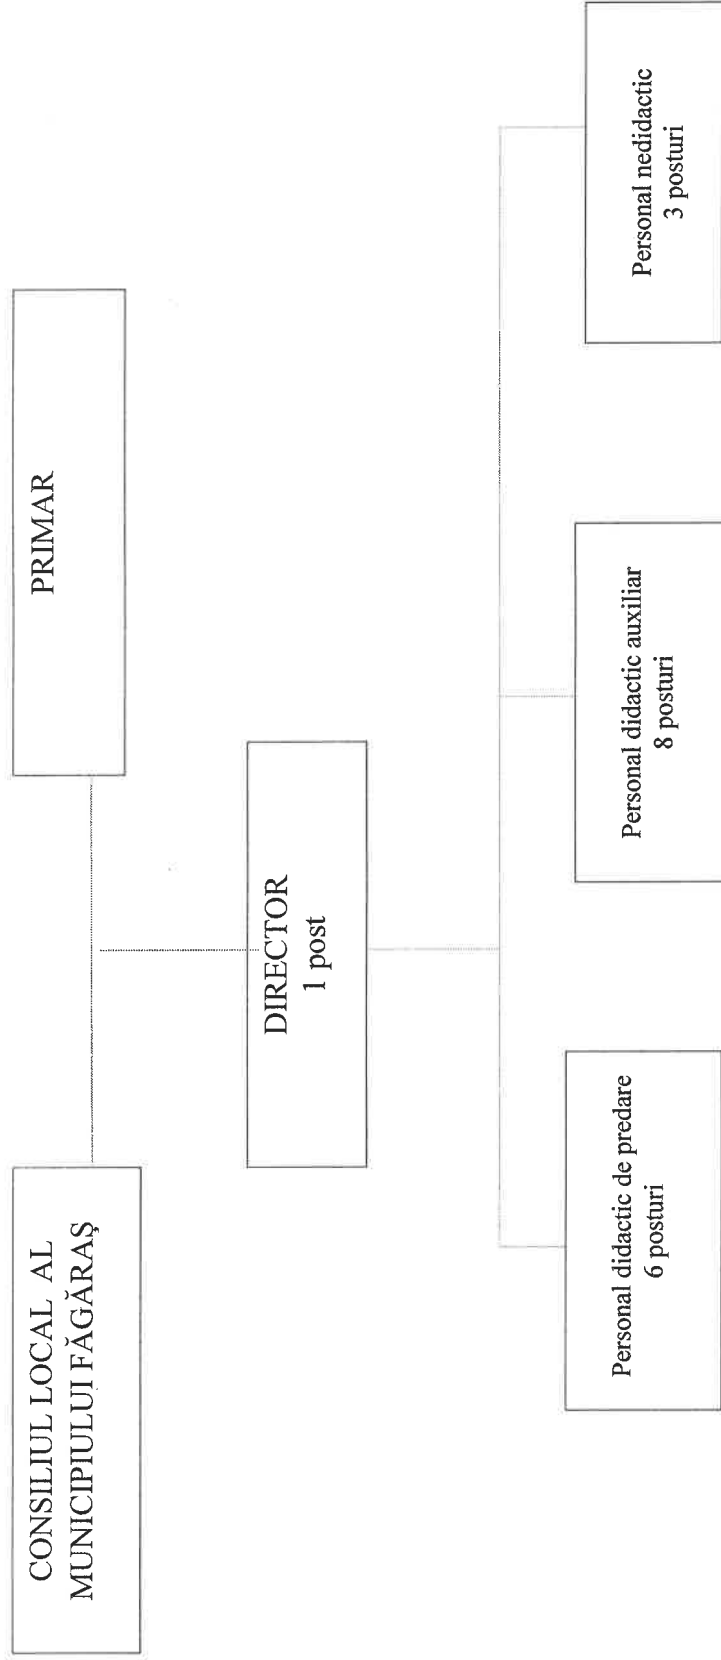 CONSILIUL LOCAL AL
MUNICIPIULUI FĂGĂRAŞ
PRIMAR
DIRECTOR
1 post
Personal didactic de predare
6 posturi
Personal didactic auxiliar
8 posturi
Personal nedidactic
3 posturi